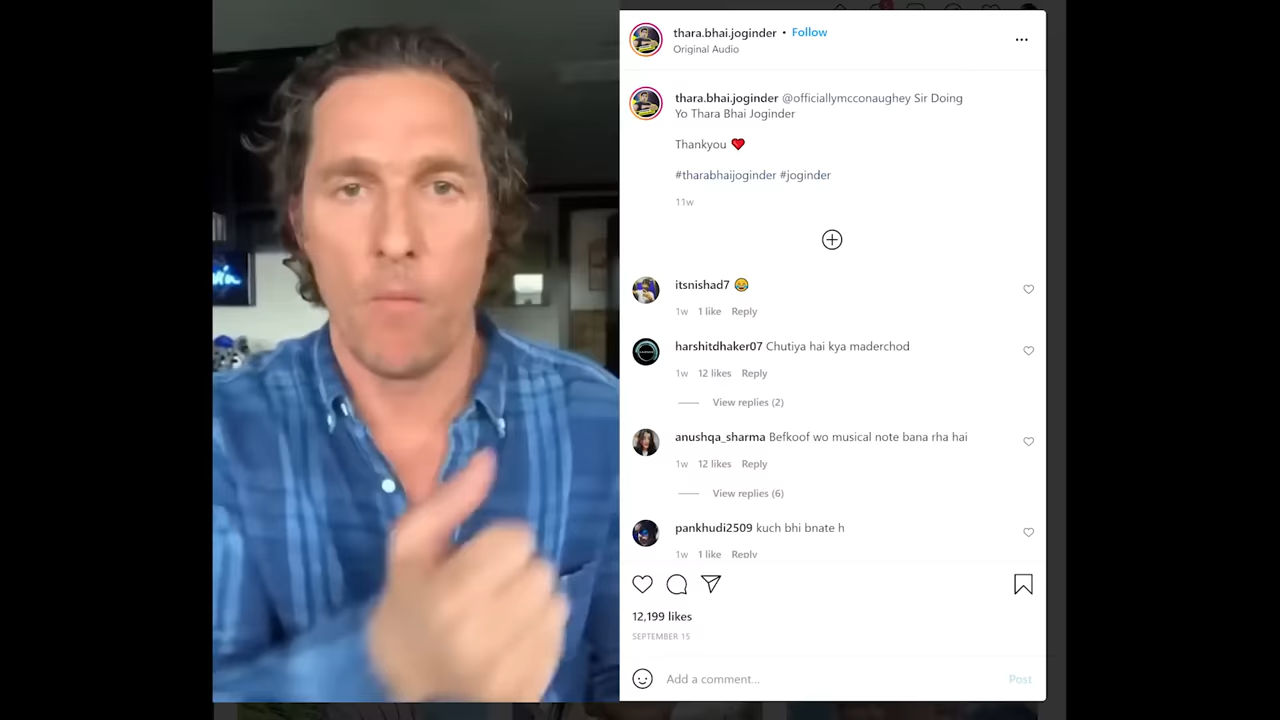 thara.bhai.joginder • Follow
Original Audio
thara.bhai.joginder @officiallymcconaughey Sir Doing
Yo Thara Bhai Joginder
Thankyou ❤️
#tharabhaijoginder #joginder
11w
itsnishad7 😂
1w 1 like Reply
harshitdhaker07 Chutiya hai kya maderchod
1w 12 likes Reply
View replies (2)
anushqa_sharma Befkoof wo musical note bana rha hai
1w 12 likes Reply
View replies (6)
pankhudi2509 kuch bhi bnate h
1w 1 like Reply
12,199 likes
SEPTEMBER 15
Add a comment... Post